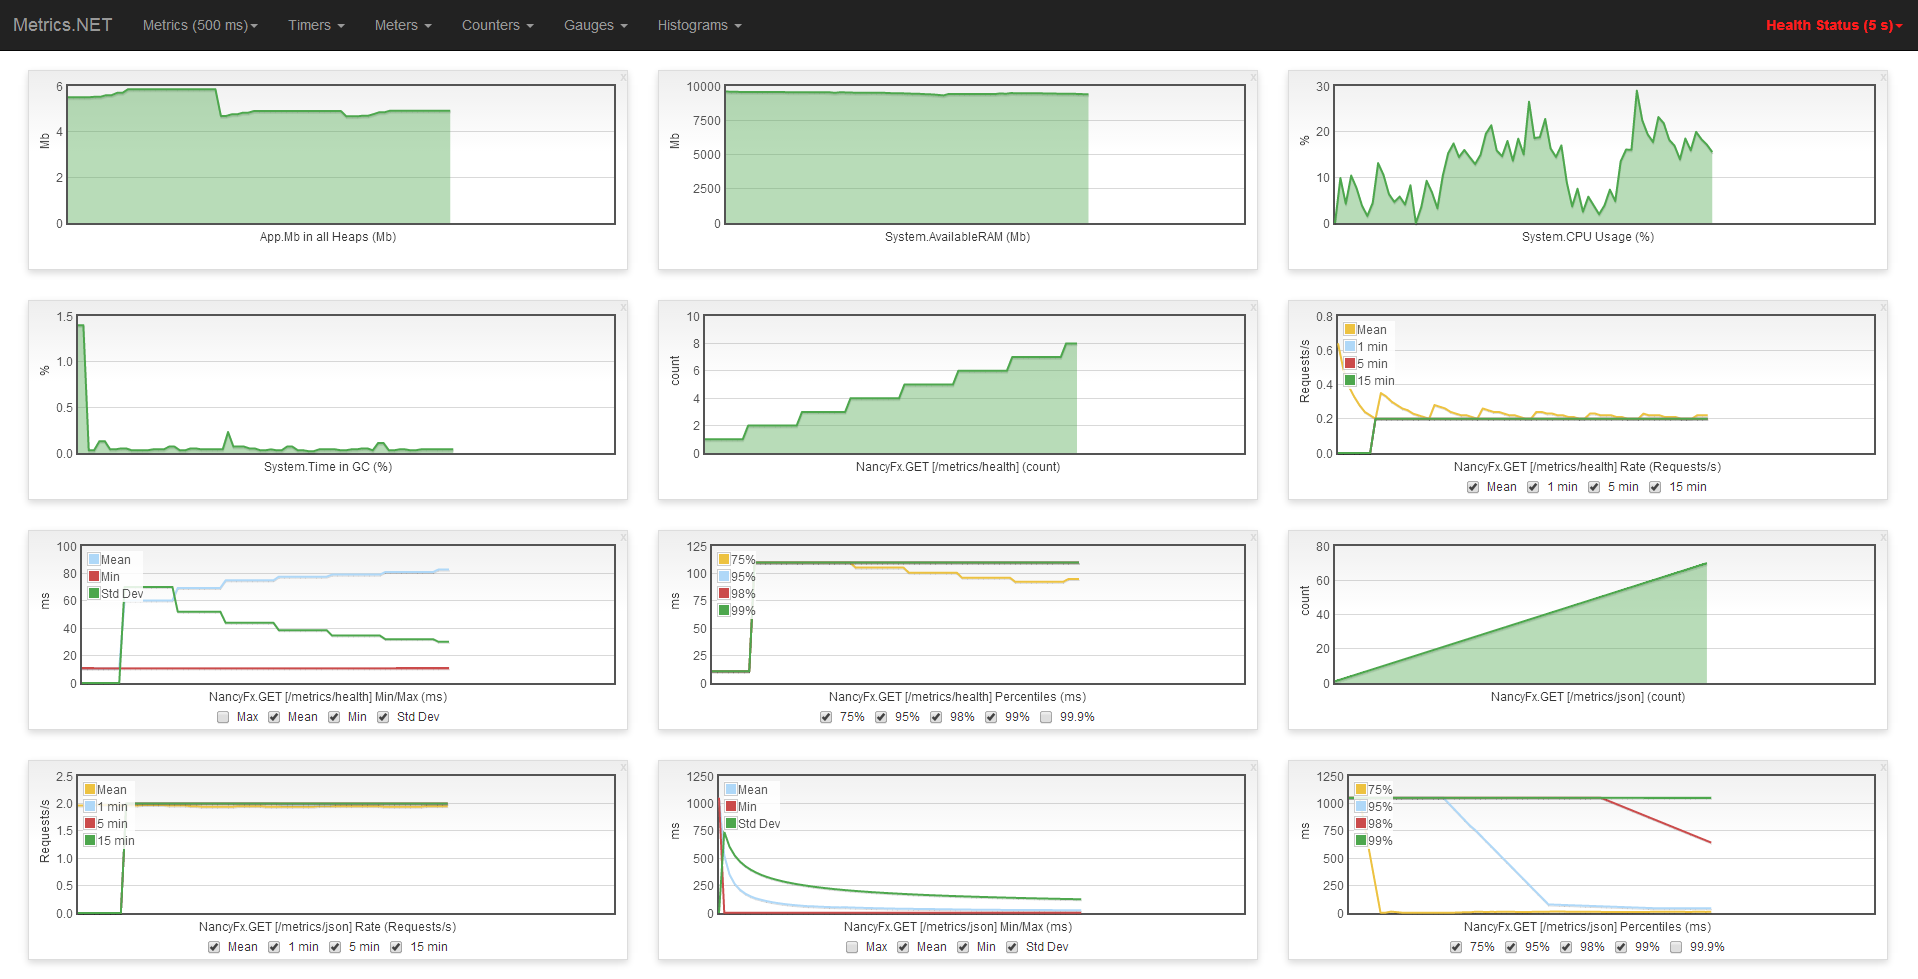 Metrics.NET Metrics (500 ms) Timers Meters Counters Gauges Histograms Health Status (5 s)
x
6
4
2
0
Mb
App.Mb in all Heaps (Mb)
x
10000
7500
5000
2500
0
Mb
System.AvailableRAM (Mb)
x
30
20
10
0
%
System.CPU Usage (%)
x
1.5
1.0
0.5
0.0
%
System.Time in GC (%)
x
10
8
6
4
2
0
count
NancyFx.GET [/metrics/health] (count)
x
0.8
0.6
0.4
0.2
0.0
Requests/s
Mean
1 min
5 min
15 min
NancyFx.GET [/metrics/health] Rate (Requests/s)
Mean 1 min 5 min 15 min
x
100
80
60
40
20
0
ms
Mean
Min
Std Dev
NancyFx.GET [/metrics/health] Min/Max (ms)
Max Mean Min Std Dev
x
125
100
75
50
25
0
ms
75%
95%
98%
99%
NancyFx.GET [/metrics/health] Percentiles (ms)
75% 95% 98% 99% 99.9%
x
80
60
40
20
0
count
NancyFx.GET [/metrics/json] (count)
x
2.5
2.0
1.5
1.0
0.5
0.0
Requests/s
Mean
1 min
5 min
15 min
NancyFx.GET [/metrics/json] Rate (Requests/s)
Mean 1 min 5 min 15 min
x
1250
1000
750
500
250
0
ms
Mean
Min
Std Dev
NancyFx.GET [/metrics/json] Min/Max (ms)
Max Mean Min Std Dev
x
1250
1000
750
500
250
0
ms
75%
95%
98%
99%
NancyFx.GET [/metrics/json] Percentiles (ms)
75% 95% 98% 99% 99.9%